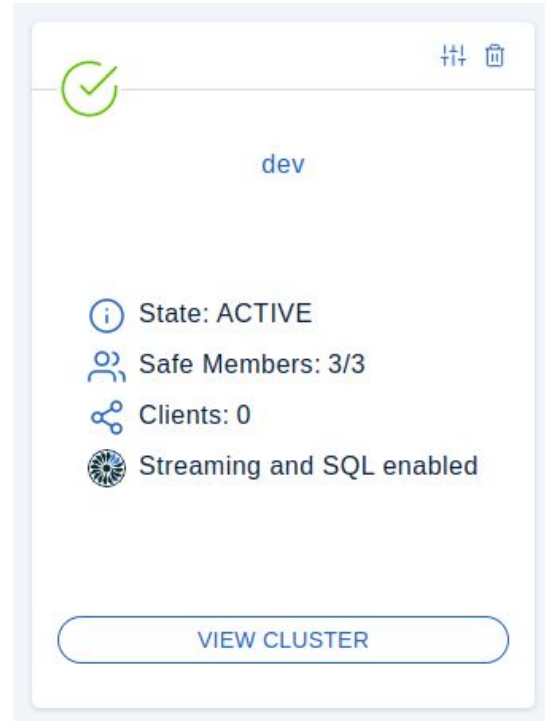 dev
State: ACTIVE
Safe Members: 3/3
Clients: 0
Streaming and SQL enabled
VIEW CLUSTER